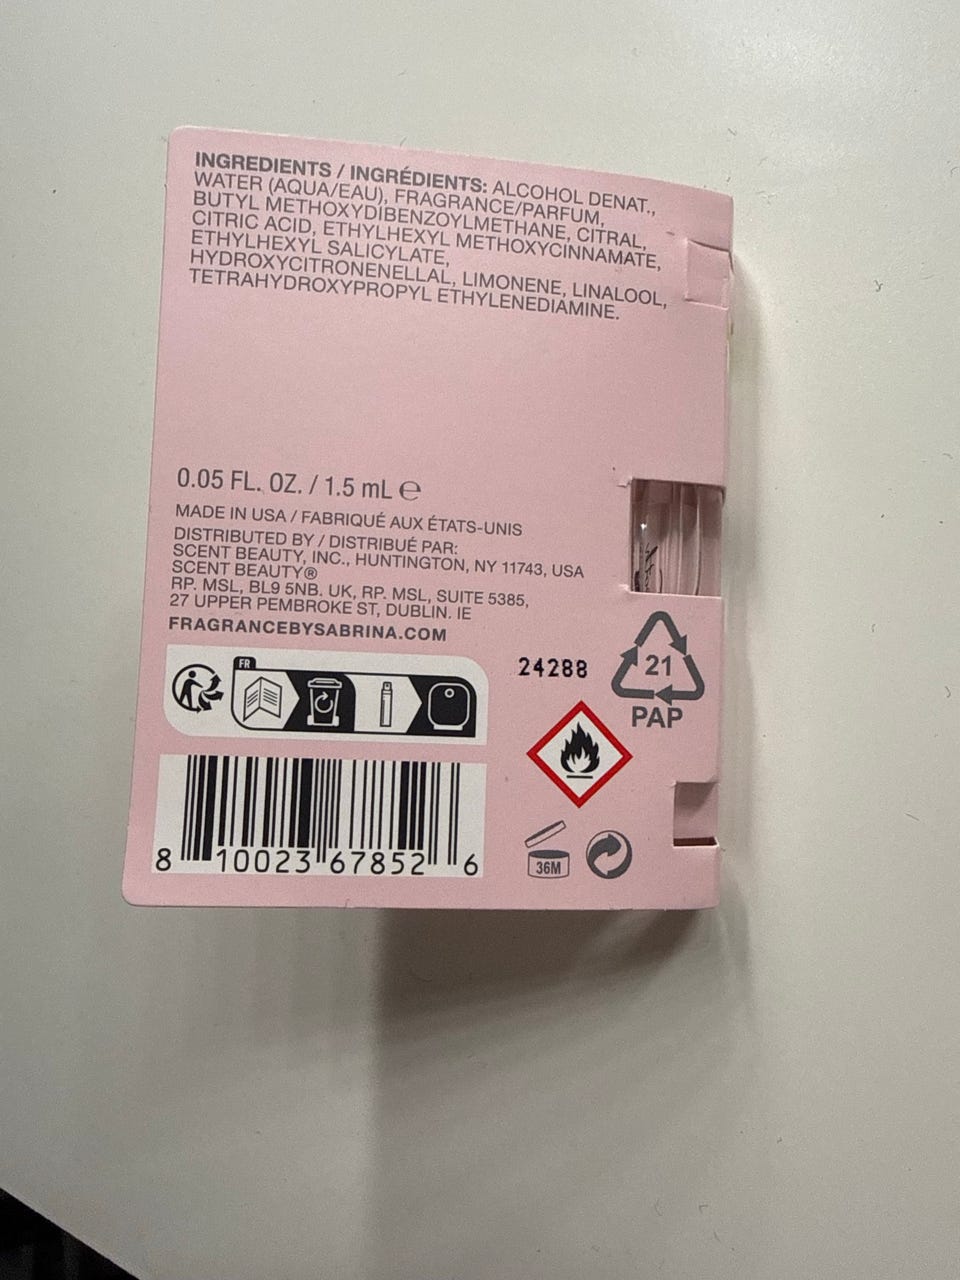 INGREDIENTS / INGRÉDIENTS: ALCOHOL DENAT.,
WATER (AQUA/EAU), FRAGRANCE/PARFUM,
BUTYL METHOXYDIBENZOYLMETHANE, CITRAL,
CITRIC ACID, ETHYLHEXYL METHOXYCINNAMATE,
ETHYLHEXYL SALICYLATE,
HYDROXYCITRONENELLAL, LIMONENE, LINALOOL,
TETRAHYDROXYPROPYL ETHYLENEDIAMINE.
0.05 FL. OZ. / 1.5 mL ℮
MADE IN USA / FABRIQUÉ AUX ÉTATS-UNIS
DISTRIBUTED BY / DISTRIBUÉ PAR:
SCENT BEAUTY, INC., HUNTINGTON, NY 11743, USA
SCENT BEAUTY®
RP. MSL, BL9 5NB. UK, RP. MSL, SUITE 5385,
27 UPPER PEMBROKE ST, DUBLIN. IE
FRAGRANCEBYSABRINA.COM
FR
24288
21
PAP
36M
8 10023 67852 6